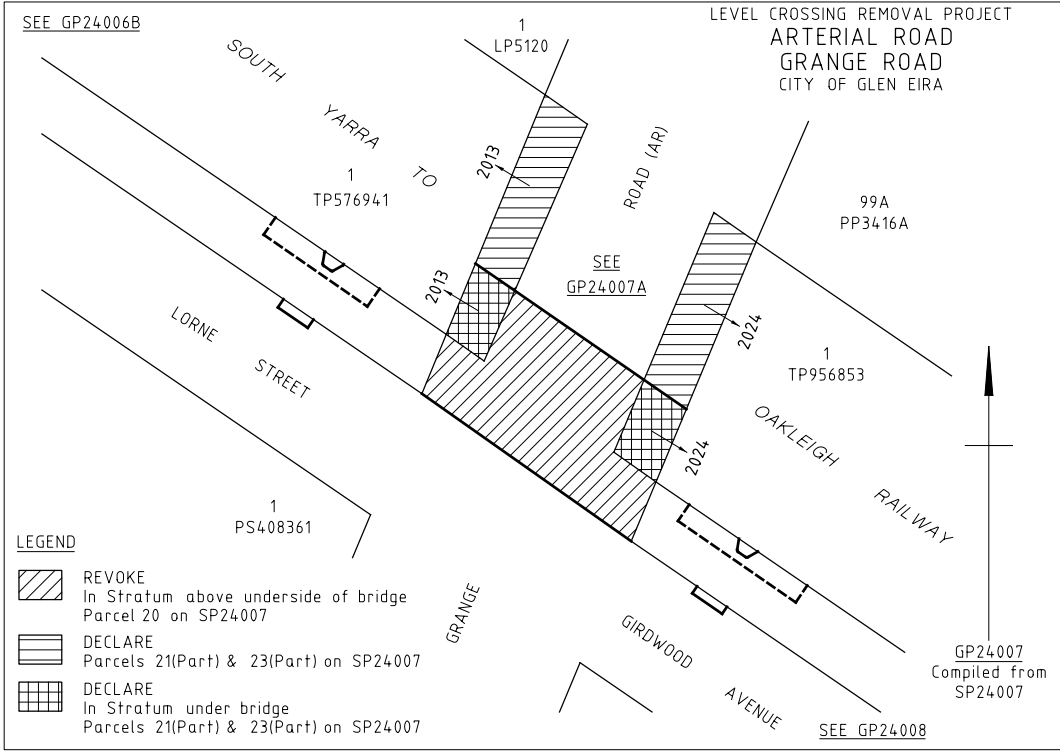 SEE GP24006B
1
LP5120
LEVEL CROSSING REMOVAL PROJECT
ARTERIAL ROAD
GRANGE ROAD
CITY OF GLEN EIRA
SOUTH
YARRA
TO
1
TP576941
2013
ROAD (AR)
99A
PP3416A
SEE
GP24007A
2013
2024
1
TP956853
LORNE
STREET
OAKLEIGH
RAILWAY
2024
1
PS408361
GRANGE
GIRDWOOD
AVENUE
LEGEND
REVOKE
In Stratum above underside of bridge
Parcel 20 on SP24007
DECLARE
Parcels 21(Part) & 23(Part) on SP24007
DECLARE
In Stratum under bridge
Parcels 21(Part) & 23(Part) on SP24007
GP24007
Compiled from
SP24007
SEE GP24008